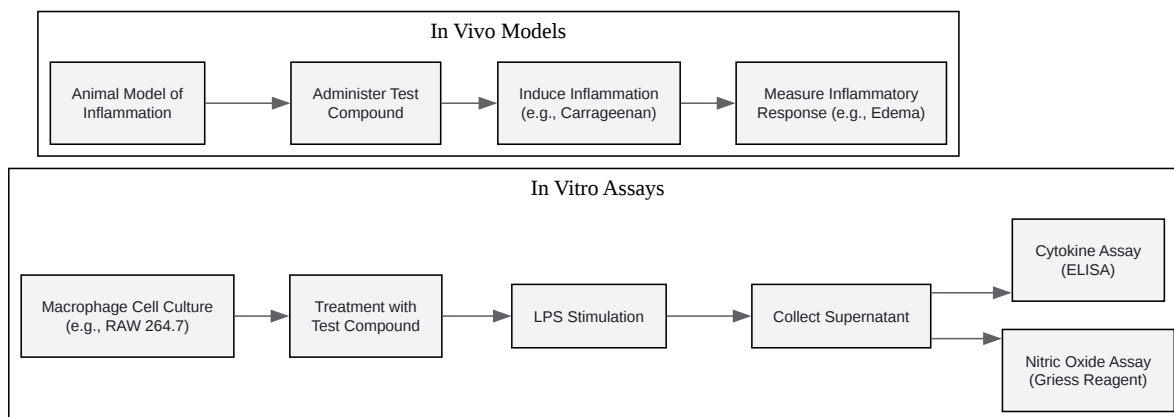 In Vivo Models
Animal Model of
Inflammation
Administer Test
Compound
Induce Inflammation
(e.g., Carrageenan)
Measure Inflammatory
Response (e.g., Edema)
In Vitro Assays
Macrophage Cell Culture
(e.g., RAW 264.7)
Treatment with
Test Compound
LPS Stimulation
Collect Supernatant
Cytokine Assay
(ELISA)
Nitric Oxide Assay
(Griess Reagent)